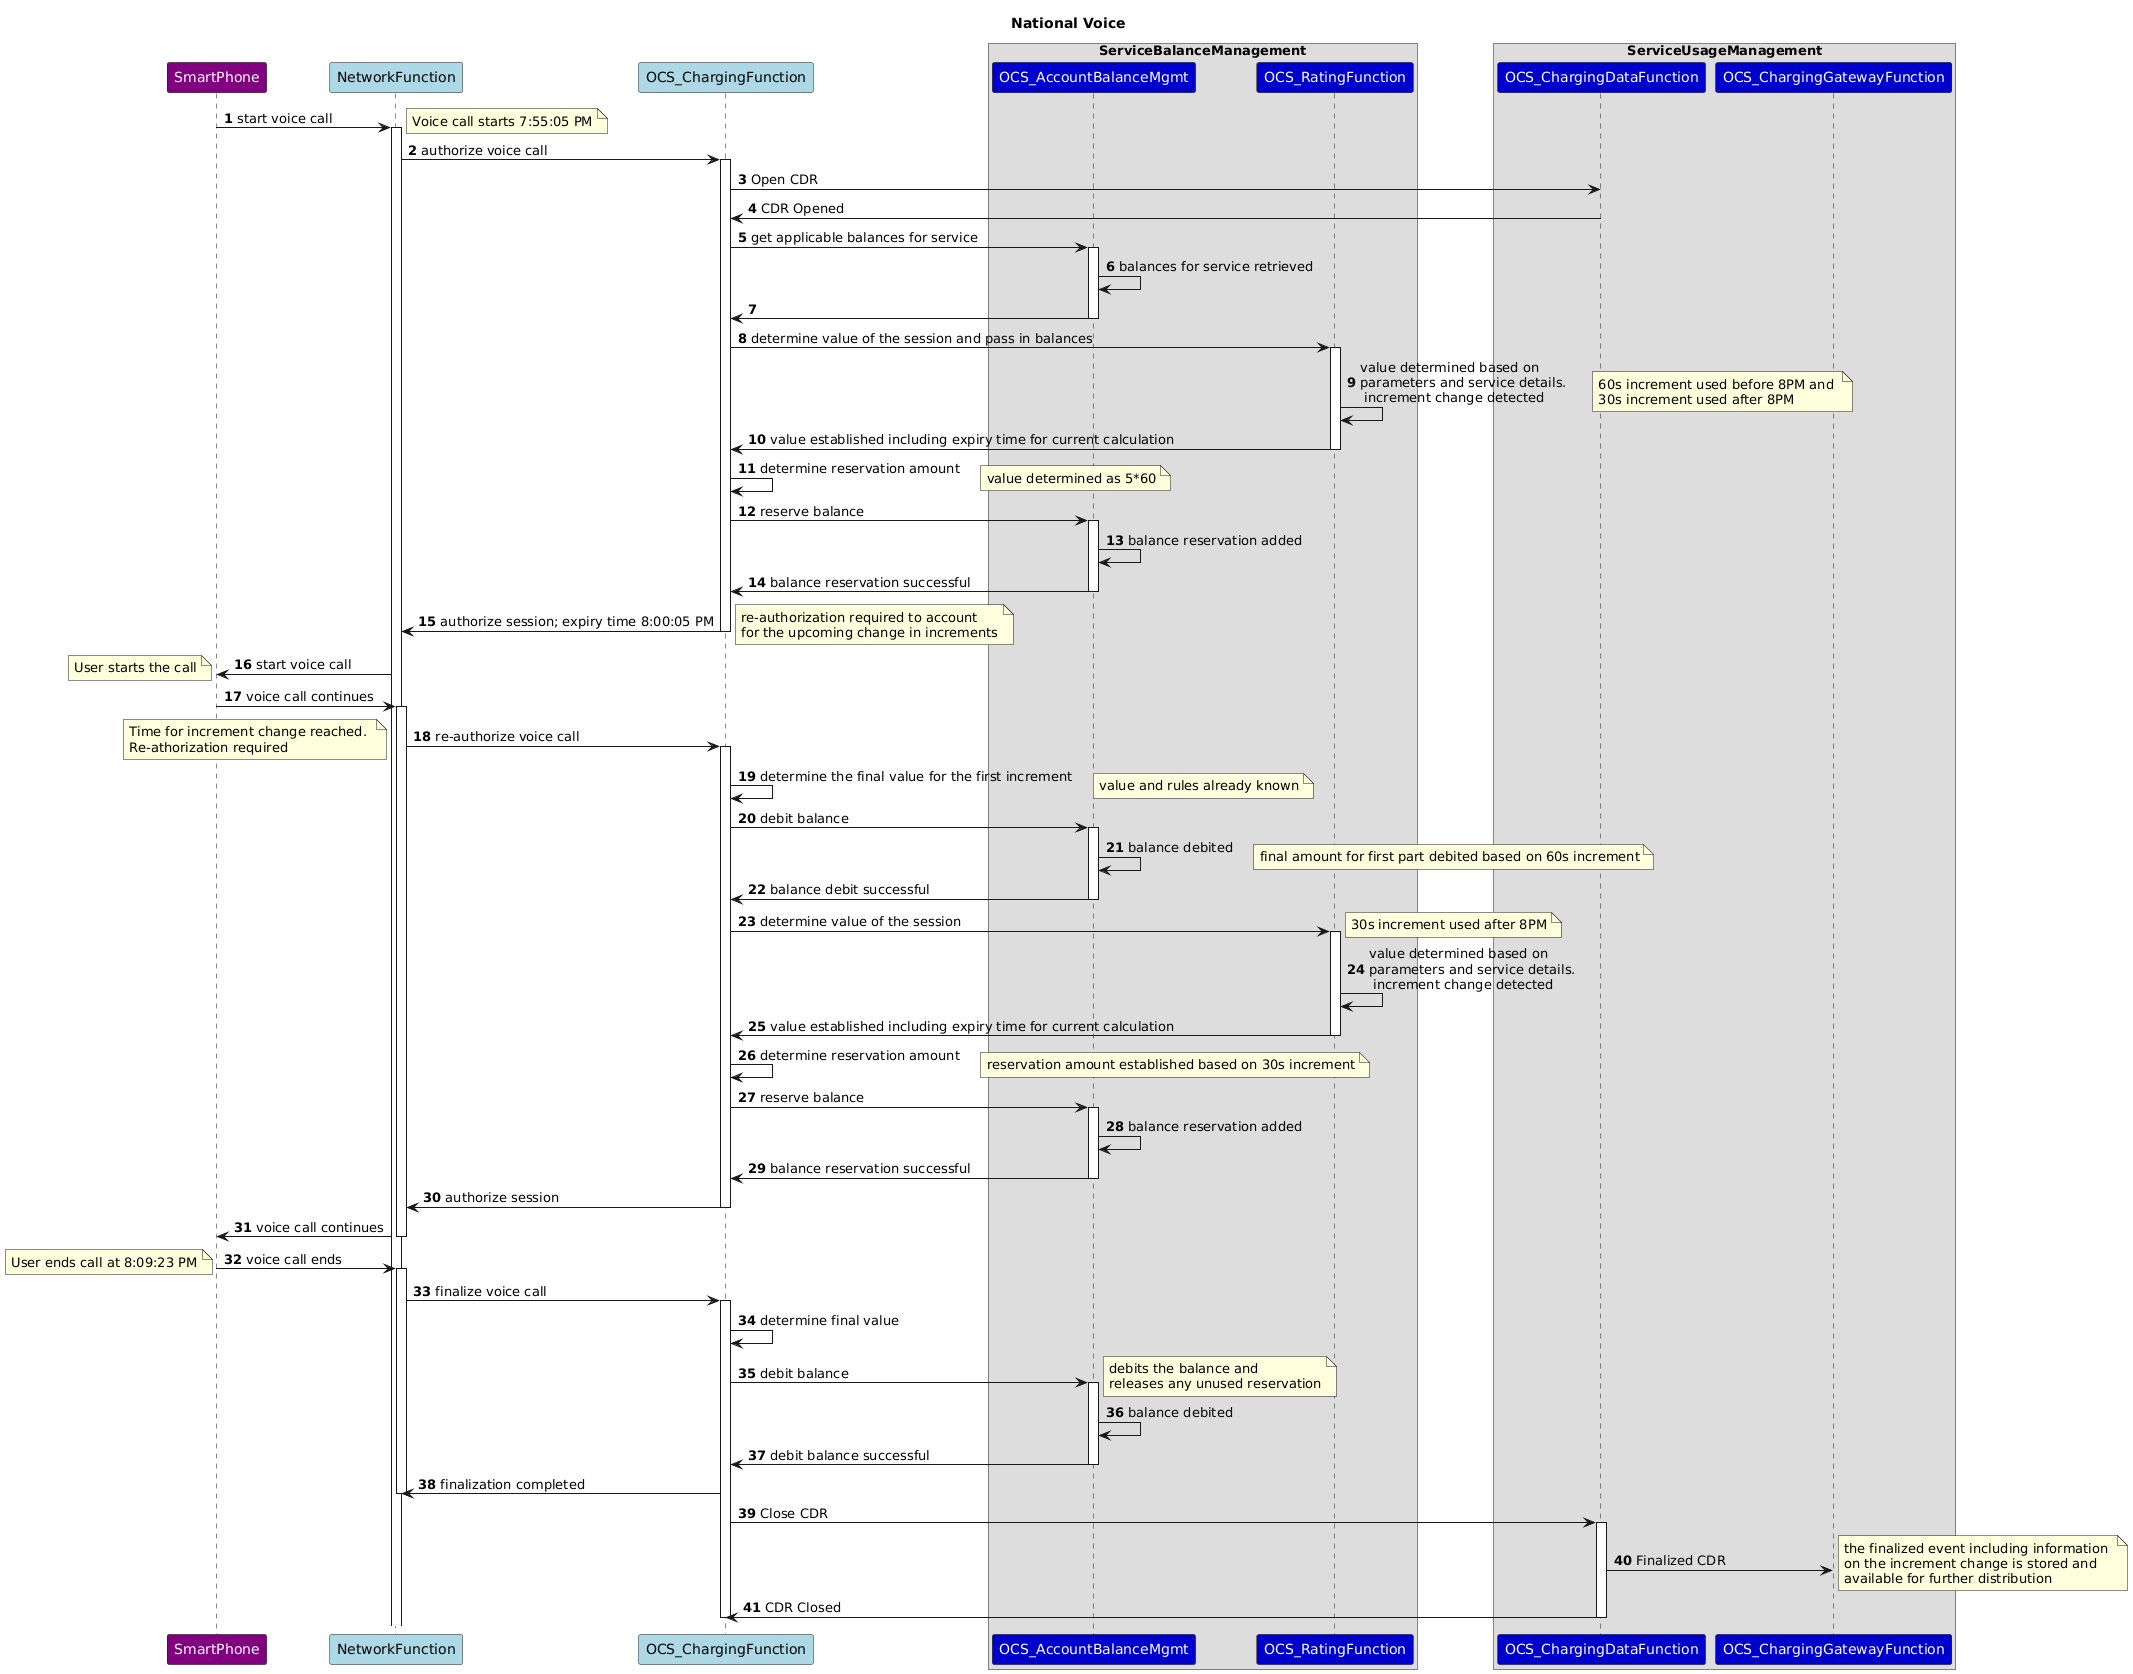 National Voice
ServiceBalanceManagement
ServiceUsageManagement
SmartPhone
NetworkFunction
OCS_ChargingFunction
OCS_AccountBalanceMgmt
OCS_RatingFunction
OCS_ChargingDataFunction
OCS_ChargingGatewayFunction
1 start voice call
Voice call starts 7:55:05 PM
2 authorize voice call
3 Open CDR
4 CDR Opened
5 get applicable balances for service
6 balances for service retrieved
7
8 determine value of the session and pass in balances
value determined based on
9 parameters and service details.
increment change detected
60s increment used before 8PM and
30s increment used after 8PM
10 value established including expiry time for current calculation
11 determine reservation amount
value determined as 5*60
12 reserve balance
13 balance reservation added
14 balance reservation successful
15 authorize session; expiry time 8:00:05 PM
re-authorization required to account
for the upcoming change in increments
User starts the call
16 start voice call
17 voice call continues
Time for increment change reached.
Re-athorization required
18 re-authorize voice call
19 determine the final value for the first increment
value and rules already known
20 debit balance
21 balance debited
final amount for first part debited based on 60s increment
22 balance debit successful
23 determine value of the session
30s increment used after 8PM
value determined based on
24 parameters and service details.
increment change detected
25 value established including expiry time for current calculation
26 determine reservation amount
reservation amount established based on 30s increment
27 reserve balance
28 balance reservation added
29 balance reservation successful
30 authorize session
31 voice call continues
User ends call at 8:09:23 PM
32 voice call ends
33 finalize voice call
34 determine final value
35 debit balance
debits the balance and
releases any unused reservation
36 balance debited
37 debit balance successful
38 finalization completed
39 Close CDR
40 Finalized CDR
the finalized event including information
on the increment change is stored and
available for further distribution
41 CDR Closed
SmartPhone
NetworkFunction
OCS_ChargingFunction
OCS_AccountBalanceMgmt
OCS_RatingFunction
OCS_ChargingDataFunction
OCS_ChargingGatewayFunction